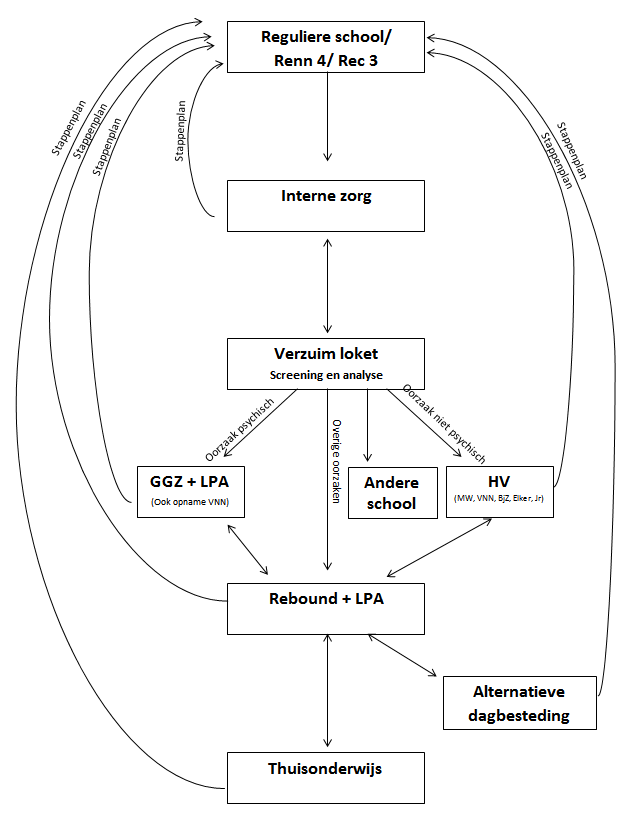 Reguliere school/
Renn 4/ Rec 3
Stappenplan
Stappenplan
Stappenplan
Stappenplan
Stappenplan
Stappenplan
Interne zorg
Verzuim loket
Screening en analyse
Oorzaak psychisch
Overige oorzaken
Oorzaak niet psychisch
GGZ + LPA
(Ook opname VNN)
Andere
school
HV
(MW, VNN, BjZ, Elker, Jr)
Rebound + LPA
Alternatieve
dagbesteding
Thuisonderwijs